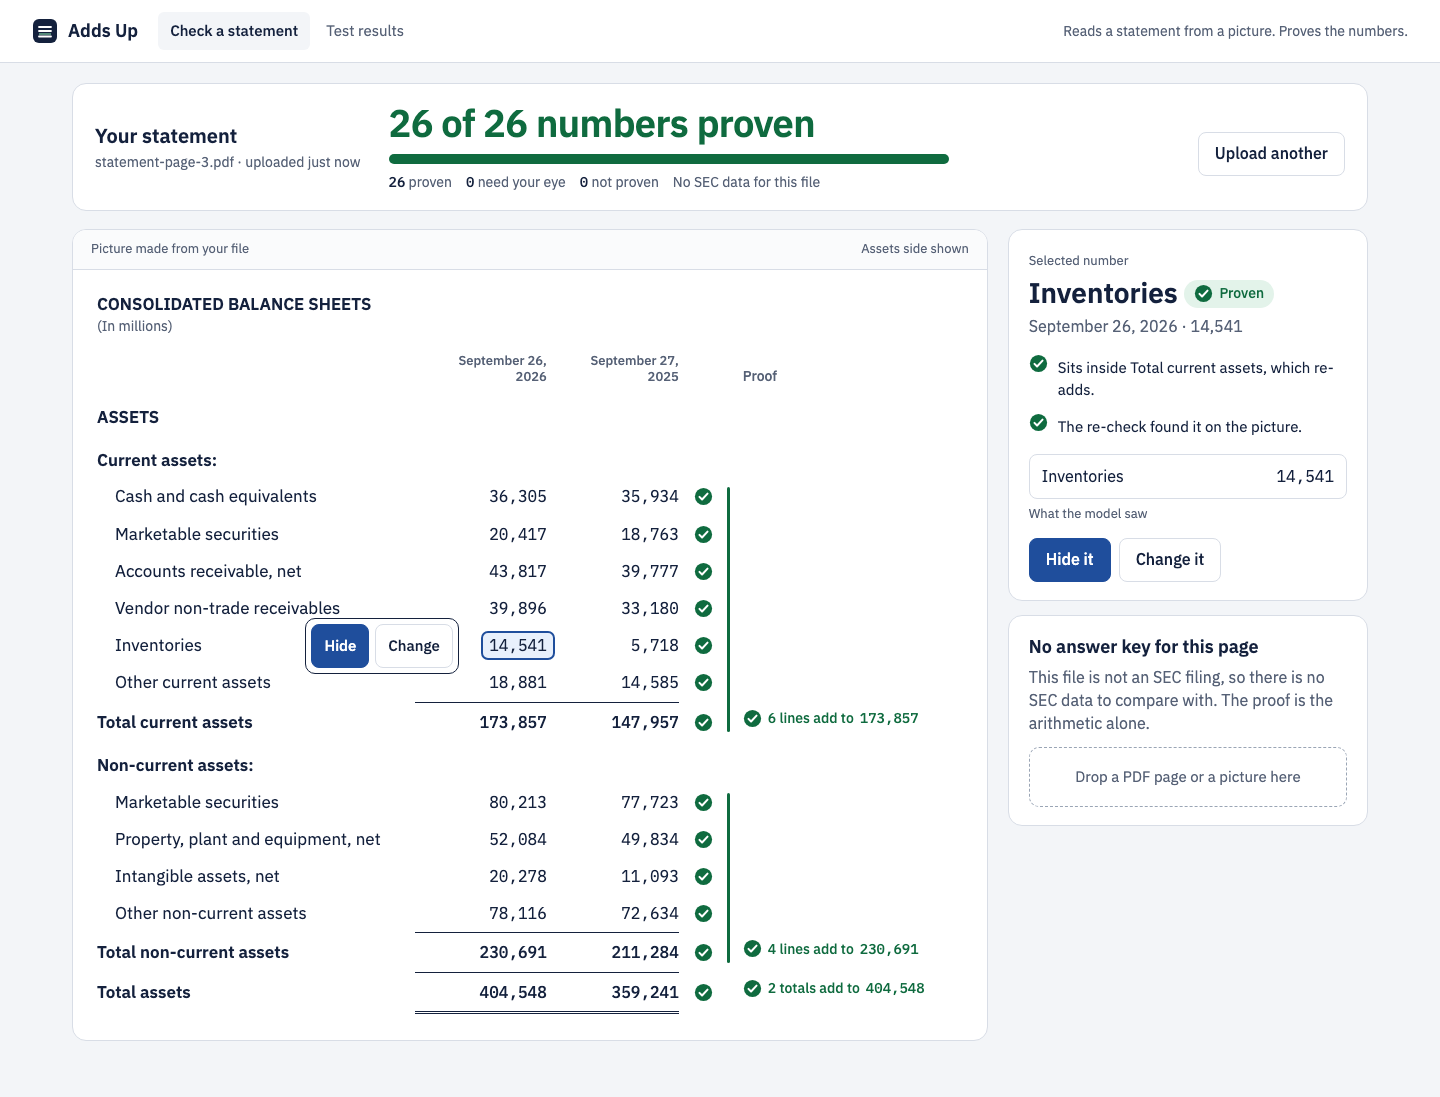 Adds Up
Check a statement
Test results
Reads a statement from a picture. Proves the numbers.
Your statement
statement-page-3.pdf · uploaded just now
26 of 26 numbers proven
26 proven 0 need your eye 0 not proven No SEC data for this file
Upload another
Picture made from your file
Assets side shown
CONSOLIDATED BALANCE SHEETS
(In millions)
September 26, 2026
September 27, 2025
Proof
ASSETS
Current assets:
Cash and cash equivalents 36,305 35,934
Marketable securities 20,417 18,763
Accounts receivable, net 43,817 39,777
Vendor non-trade receivables 39,896 33,180
Inventories Hide Change 14,541 5,718
Other current assets 18,881 14,585
Total current assets 173,857 147,957 6 lines add to 173,857
Non-current assets:
Marketable securities 80,213 77,723
Property, plant and equipment, net 52,084 49,834
Intangible assets, net 20,278 11,093
Other non-current assets 78,116 72,634
Total non-current assets 230,691 211,284 4 lines add to 230,691
Total assets 404,548 359,241 2 totals add to 404,548
Selected number
Inventories Proven
September 26, 2026 · 14,541
Sits inside Total current assets, which re-
adds.
The re-check found it on the picture.
Inventories 14,541
What the model saw
Hide it
Change it
No answer key for this page
This file is not an SEC filing, so there is no
SEC data to compare with. The proof is the
arithmetic alone.
Drop a PDF page or a picture here